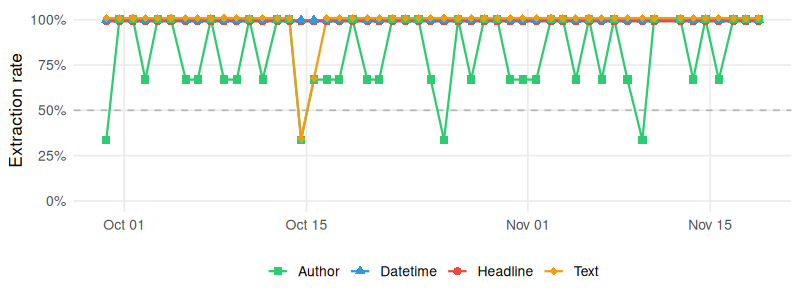 Extraction rate
100%
75%
50%
25%
0%
Oct 01 Oct 15 Nov 01 Nov 15
Author Datetime Headline Text